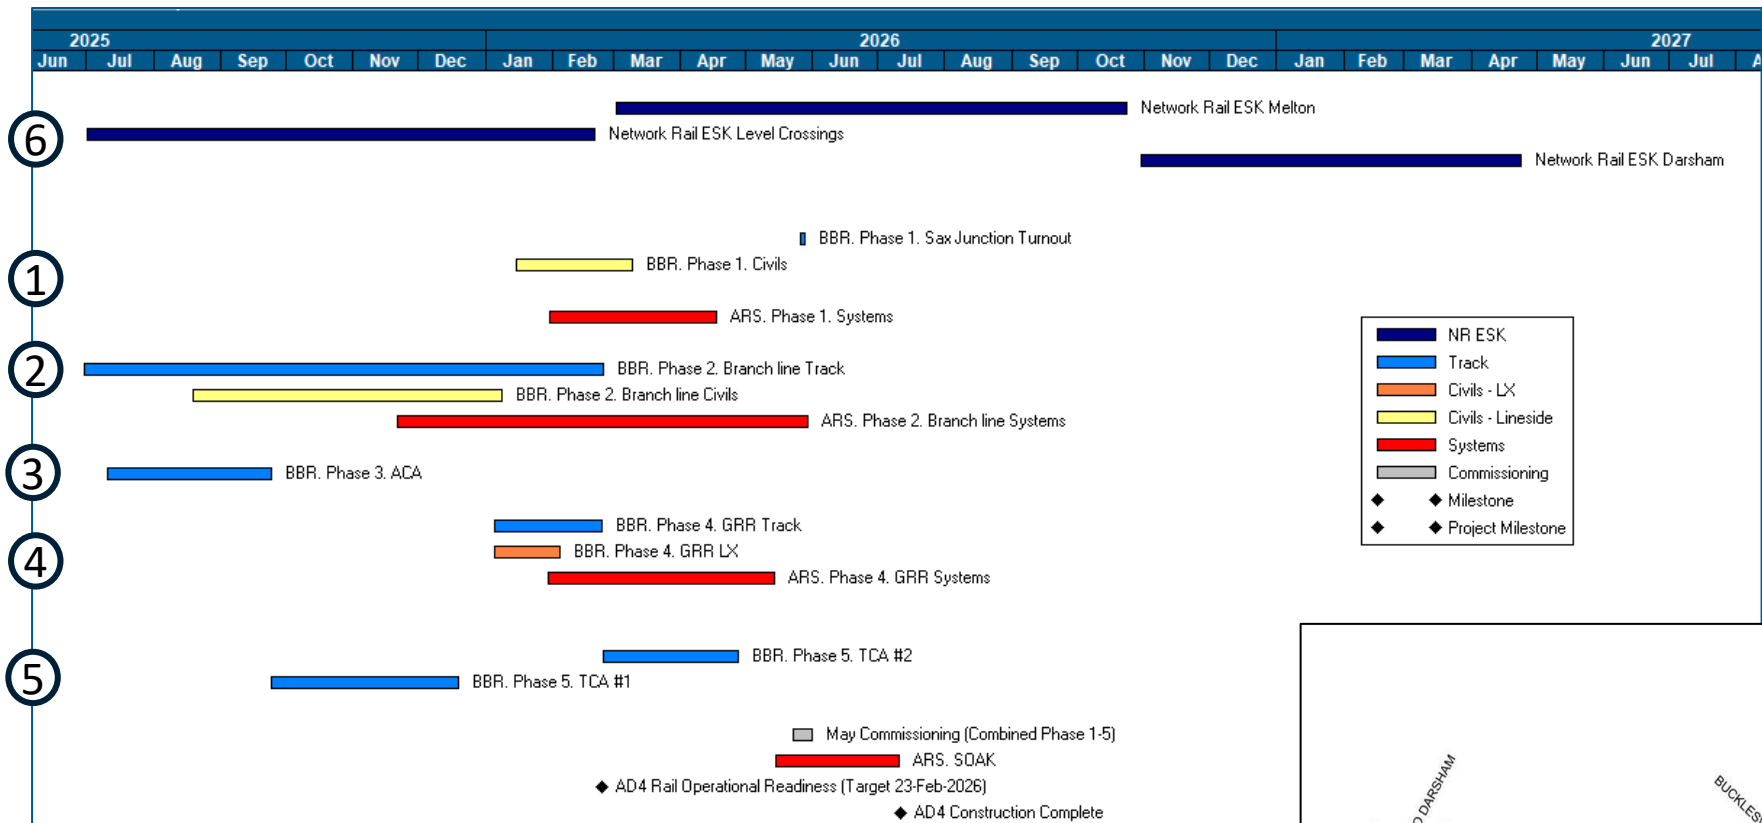 2025 2026 2027
Jun Jul Aug Sep Oct Nov Dec Jan Feb Mar Apr May Jun Jul Aug Sep Oct Nov Dec Jan Feb Mar Apr May Jun Jul A
Network Rail ESK Melton
6
Network Rail ESK Level Crossings
Network Rail ESK Darsham
BBR. Phase 1. Sax Junction Turnout
1
BBR. Phase 1. Civils
ARS. Phase 1. Systems
2
BBR. Phase 2. Branch line Track
BBR. Phase 2. Branch line Civils
ARS. Phase 2. Branch line Systems
3
BBR. Phase 3. ACA
BBR. Phase 4. GRR Track
4
BBR. Phase 4. GRR LX
ARS. Phase 4. GRR Systems
BBR. Phase 5. TCA #2
5
BBR. Phase 5. TCA #1
May Commissioning (Combined Phase 1-5)
ARS. SOAK
AD4 Rail Operational Readiness (Target 23-Feb-2026)
AD4 Construction Complete
NR ESK
Track
Civils - LX
Civils - Lineside
Systems
Commissioning
Milestone
Project Milestone
O DARSHAM
BUCKLES